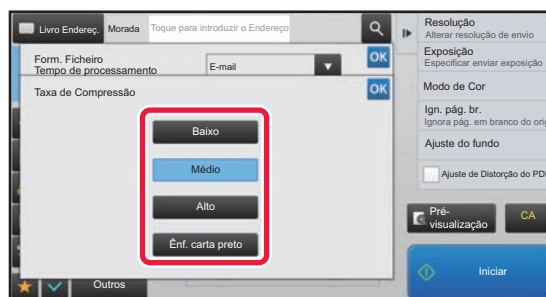 Livro Endereç.
Morada
Toque para introduzir o Endereço
Form. Ficheiro
Tempo de processamento
E-mail
OK
Taxa de Compressão
OK
Baixo
Médio
Alto
Ênf. carta preto
Outros
Resolução
Alterar resolução de envio
Exposição
Especificar enviar exposição
Modo de Cor
Ign. pág. br.
Ignora pág. em branco do orig
Ajuste do fundo
Ajuste de Distorção do PD
Pré-
visualização
CA
Iniciar